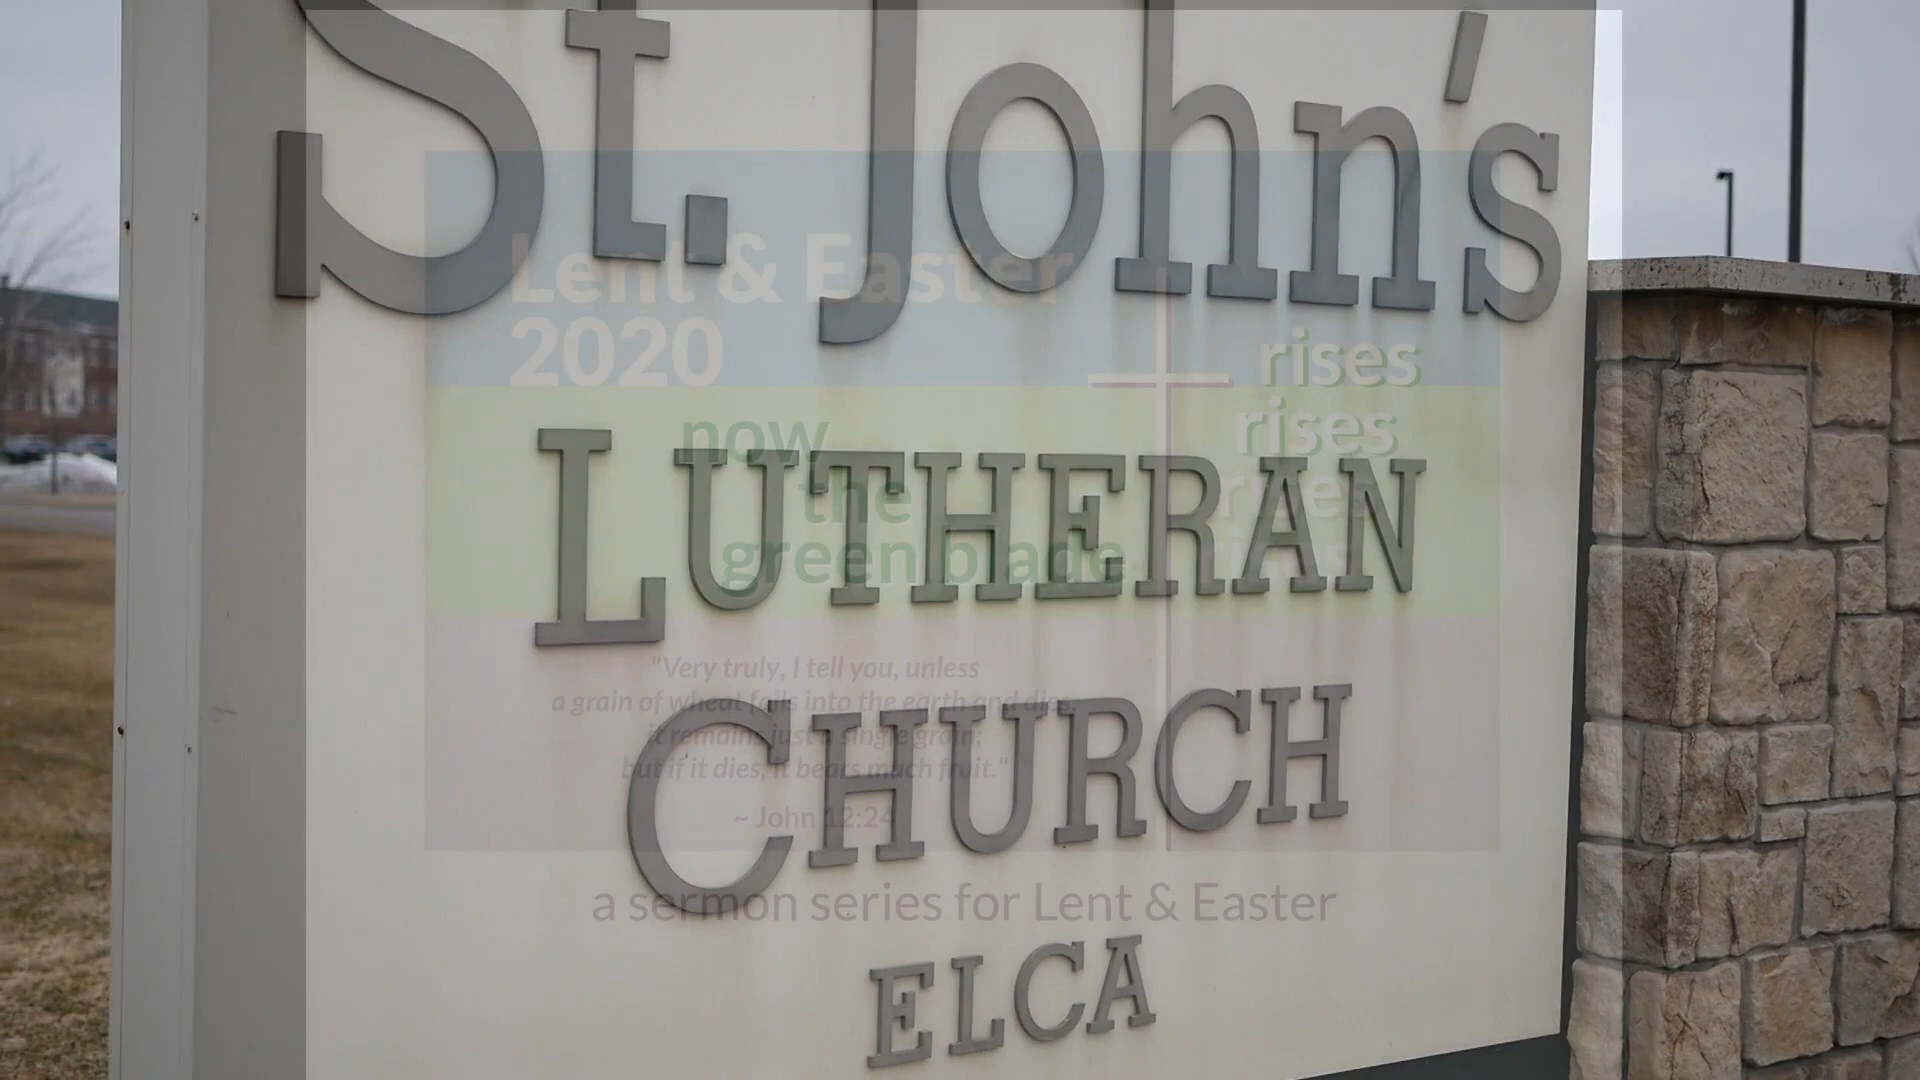 St. John's
LUTHERAN
CHURCH
ELCA
Lent & Easter
2020
rises
rises
rises
rises
now
the
green blade
"Very truly, I tell you, unless
a grain of wheat falls into the earth and dies,
it remains just a single grain;
but if it dies, it bears much fruit."
~ John 12:24
a sermon series for Lent & Easter